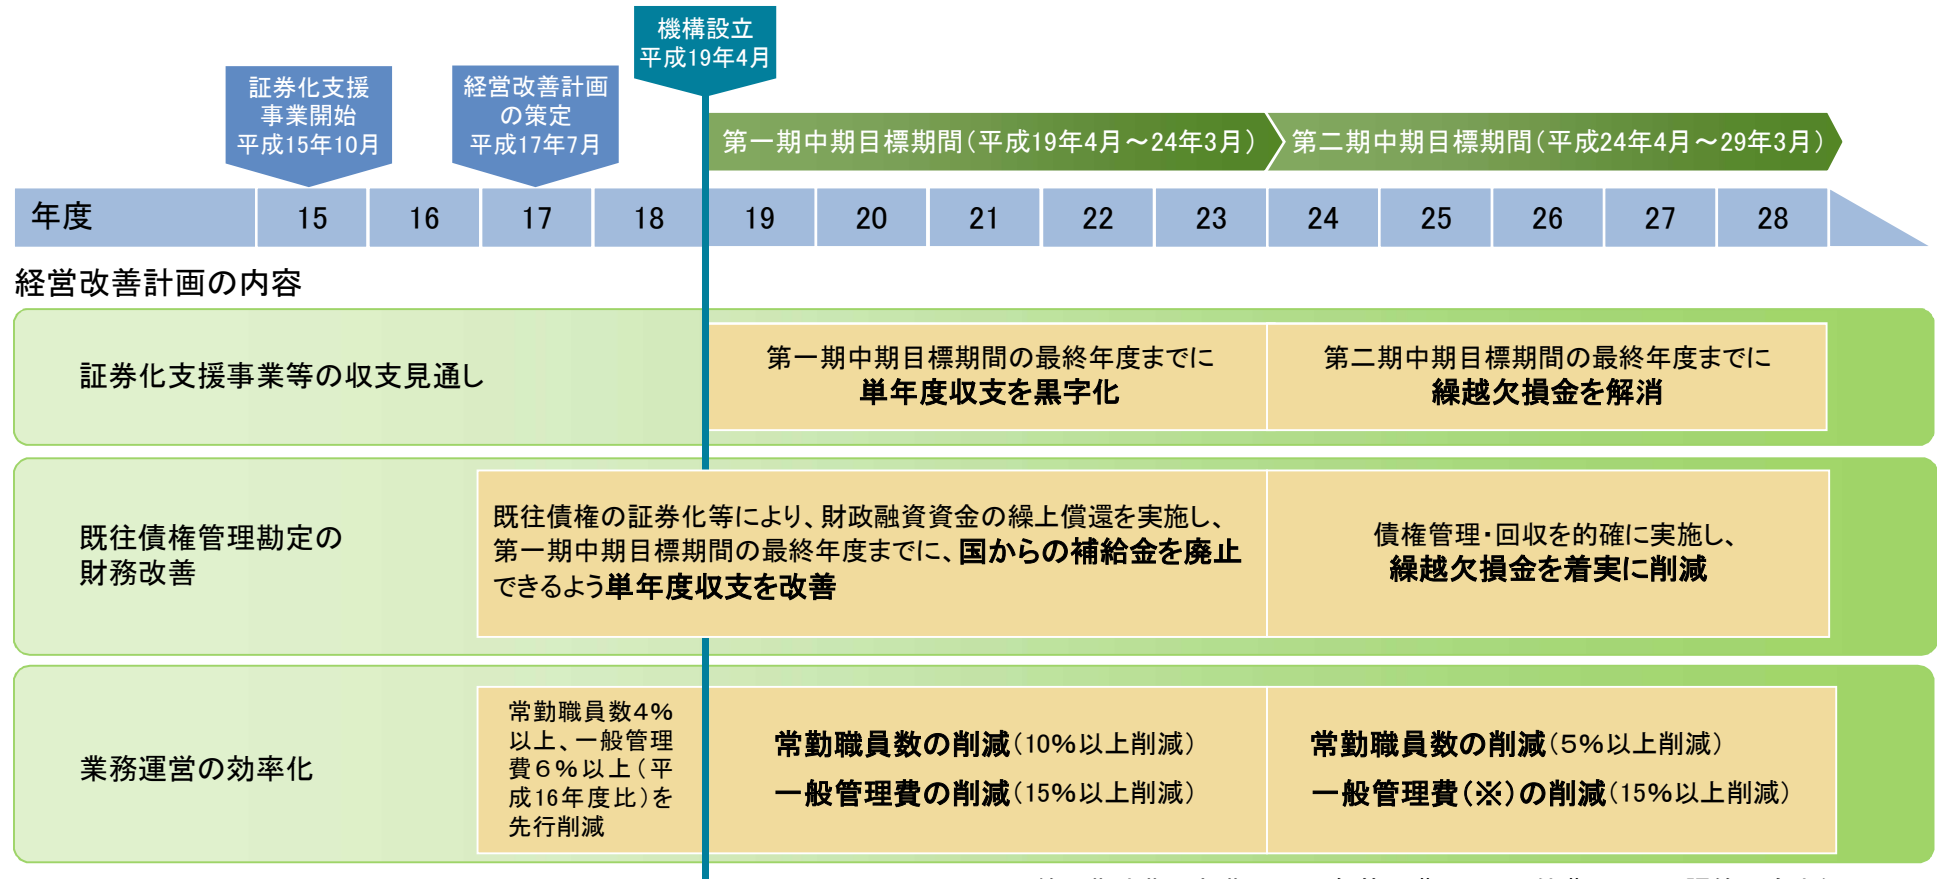 機構設立
平成19年4月
証券化支援
事業開始
平成15年10月
経営改善計画
の策定
平成17年7月
第一期中期目標期間(平成19年4月～24年3月)
第二期中期目標期間(平成24年4月～29年3月)
年度 15 16 17 18 19 20 21 22 23 24 25 26 27 28
経営改善計画の内容
証券化支援事業等の収支見通し
第一期中期目標期間の最終年度までに
単年度収支を黒字化
第二期中期目標期間の最終年度までに
繰越欠損金を解消
既往債権管理勘定の
財務改善
既往債権の証券化等により、財政融資資金の繰上償還を実施し、
第一期中期目標期間の最終年度までに、国からの補給金を廃止
できるよう単年度収支を改善
債権管理・回収を的確に実施し、
繰越欠損金を着実に削減
業務運営の効率化
常勤職員数４％
以上、一般管理
費６％以上（平
成16年度比）を
先行削減
常勤職員数の削減(10%以上削減)
一般管理費の削減(15%以上削減)
常勤職員数の削減(５%以上削減)
一般管理費(※)の削減(15%以上削減)